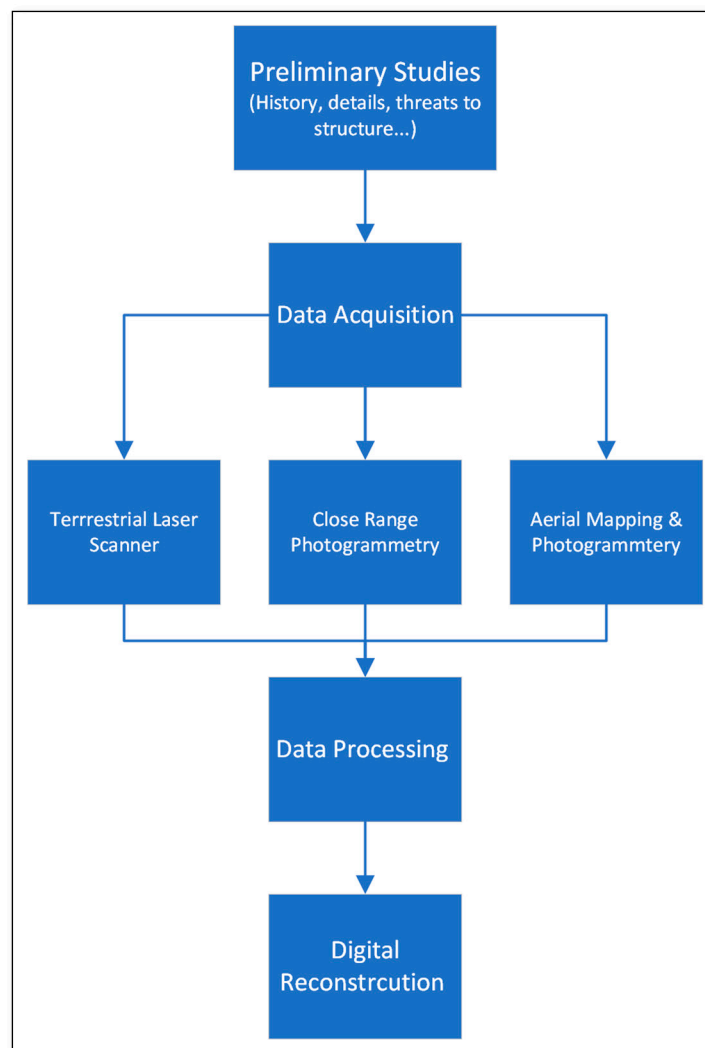 Preliminary Studies
(History, details, threats to
structure...)
Data Acquisition
Terrrestrial Laser
Scanner
Close Range
Photogrammetry
Aerial Mapping &
Photogrammtery
Data Processing
Digital
Reconstrcution